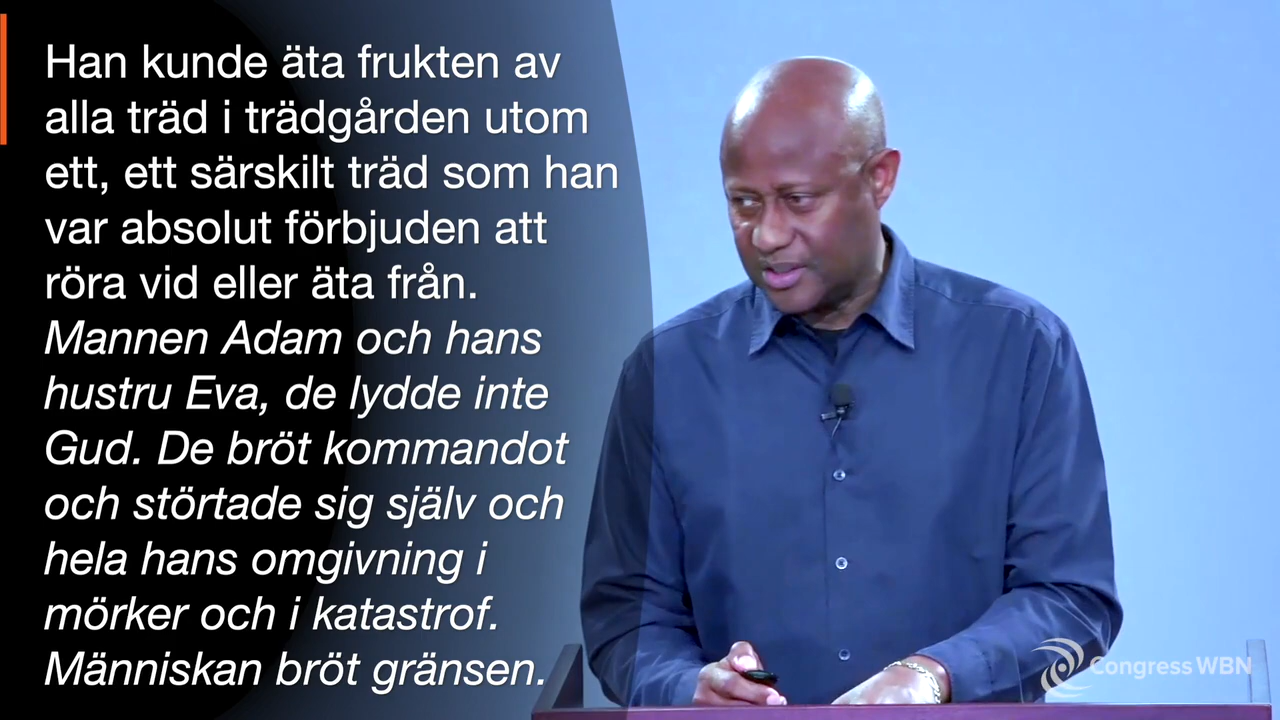 Han kunde äta frukten av
alla träd i trädgården utom
ett, ett särskilt träd som han
var absolut förbjuden att
röra vid eller äta från.
Mannen Adam och hans
hustru Eva, de lydde inte
Gud. De bröt kommandot
och störtade sig själv och
hela hans omgivning i
mörker och i katastrof.
Människan bröt gränsen.
Congress WBN